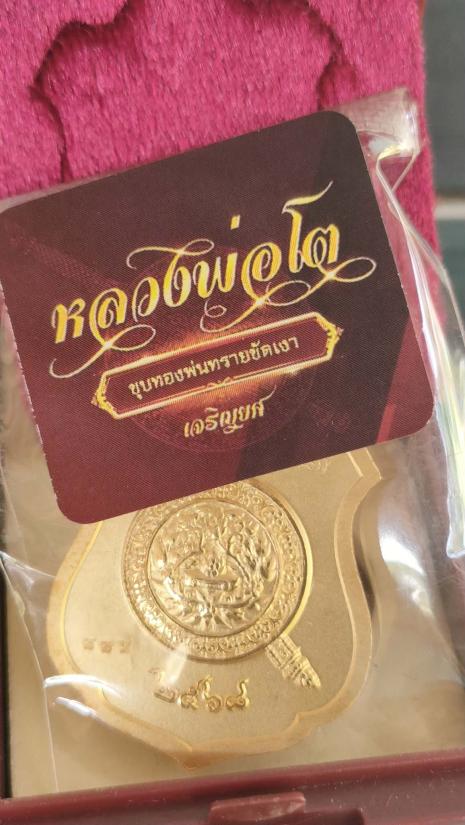 หลวงพ่อโต
ชุบทองพ่นทรายขัดเงา
เจริญยศ
๒๕๖๘